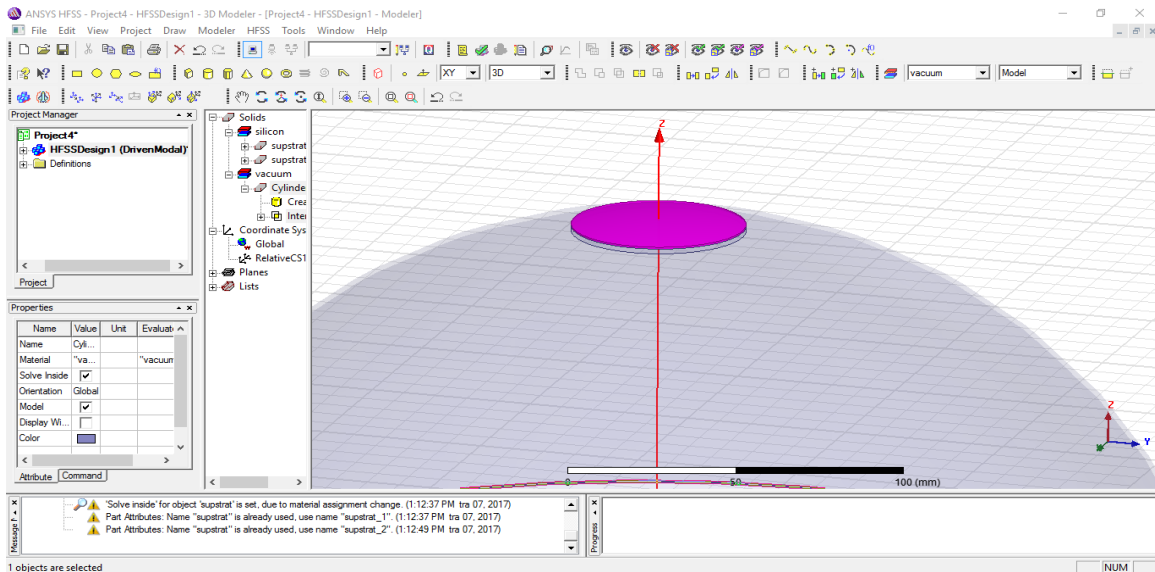 ANSYS HFSS - Project4 - HFSSDesign1 - 3D Modeler - [Project4 - HFSSDesign1 - Modeler]
File Edit View Project Draw Modeler HFSS Tools Window Help
XY 3D vacuum Model
Project Manager
Project4*
HFSSDesign1 (DrivenModal)*
Definitions
Project
Solids
silicon
supstrat
supstrat
vacuum
Cylinde
Crea
Inter
Coordinate Sys
Global
RelativeCS1
Planes
Lists
Properties
Name Value Unit Evaluate
Name Cyli...
Material "va... "vacuum
Solve Inside
Orientation Global
Model
Display Wi...
Color
Attribute Command
Z
0 50 100 (mm)
Z
Y
'Solve inside' for object 'supstrat' is set, due to material assignment change. (1:12:37 PM tra 07, 2017)
Part Attributes: Name "supstrat" is already used, use name "supstrat_1". (1:12:37 PM tra 07, 2017)
Part Attributes: Name "supstrat" is already used, use name "supstrat_2". (1:12:49 PM tra 07, 2017)
Progress
1 objects are selected
NUM